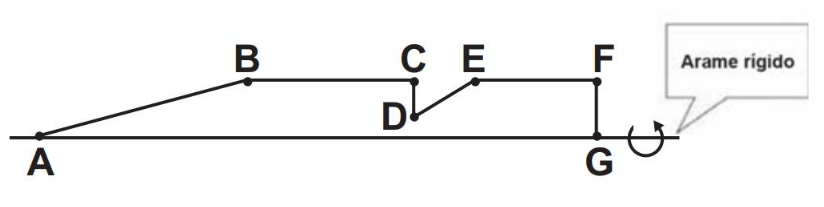 B C E F
Arame rígido
D
A G